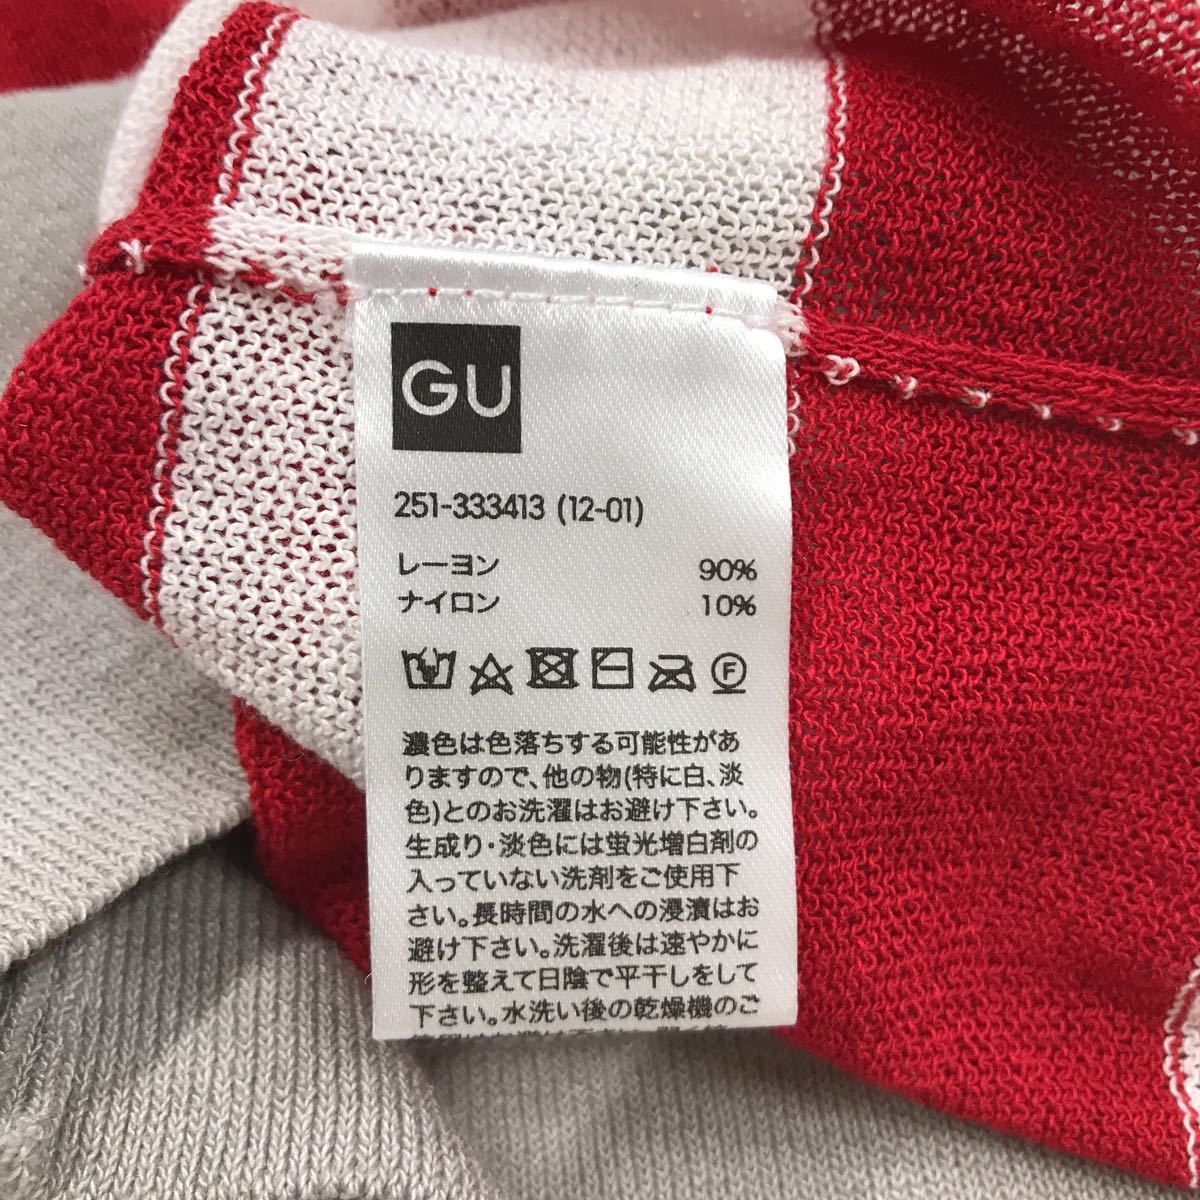 GU
251-333413 (12-01)
レーヨン 90%
ナイロン 10%
F
濃色は色落ちする可能性があ
りますので、他の物(特に白、淡
色)とのお洗濯はお避け下さい。
生成り・淡色には蛍光増白剤の
入っていない洗剤をご使用下
さい。長時間の水への浸漬はお
避け下さい。洗濯後は速やかに
形を整えて日陰で平干しをして
下さい。水洗い後の乾燥機のご